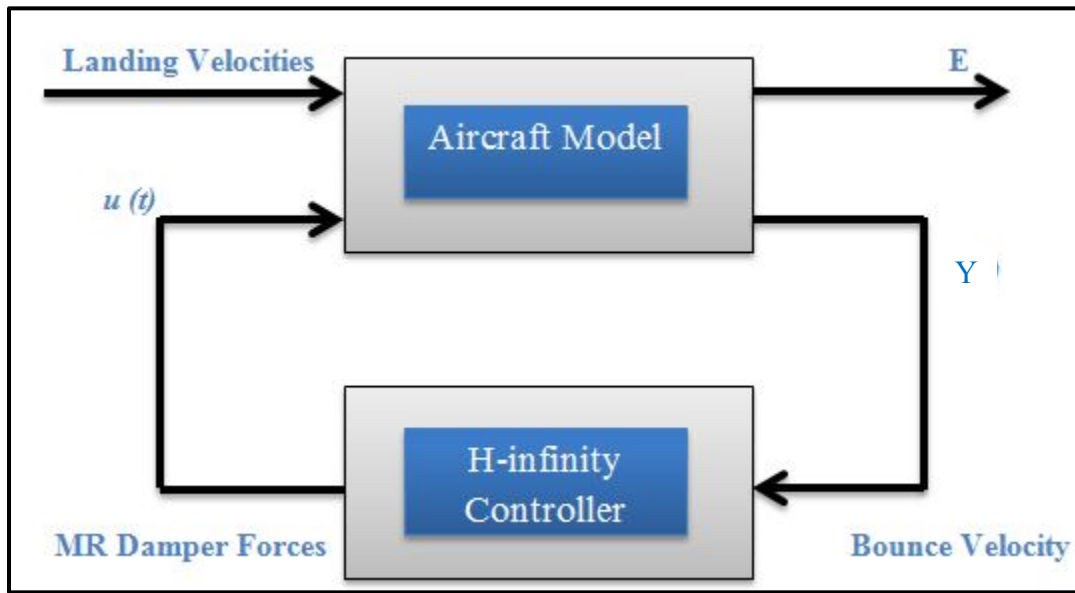 Landing Velocities
E
Aircraft Model
u (t)
Y
H-infinity
Controller
MR Damper Forces
Bounce Velocity